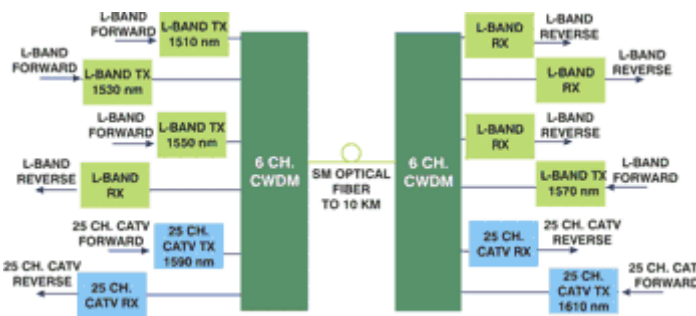 L-BAND
FORWARD
L-BAND TX
1510 nm
L-BAND
FORWARD
L-BAND TX
1530 nm
L-BAND
FORWARD
L-BAND TX
1550 nm
L-BAND
REVERSE
L-BAND
RX
25 CH. CATV
FORWARD
25 CH.
CATV TX
1590 nm
25 CH. CATV
REVERSE
25 CH.
CATV RX
6 CH.
CWDM
SM OPTICAL
FIBER
TO 10 KM
6 CH.
CWDM
L-BAND
RX
L-BAND
REVERSE
L-BAND
RX
L-BAND
REVERSE
L-BAND
RX
L-BAND
REVERSE
L-BAND TX
1570 nm
L-BAND
FORWARD
25 CH.
CATV RX
25 CH. CATV
REVERSE
25 CH.
CATV TX
1610 nm
25 CH. CAT
FORWARD